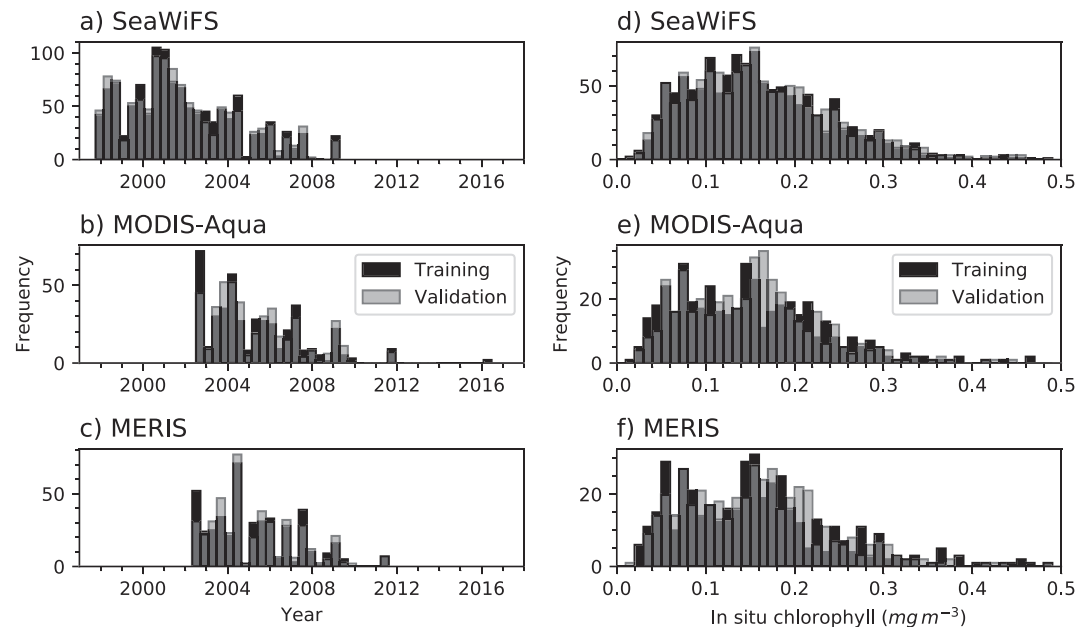 a) SeaWiFS
100
50
0
2000 2004 2008 2012 2016
d) SeaWiFS
50
0
0.0 0.1 0.2 0.3 0.4 0.5
b) MODIS-Aqua
Frequency
50
0
Training
Validation
2000 2004 2008 2012 2016
e) MODIS-Aqua
Frequency
20
0
Training
Validation
0.0 0.1 0.2 0.3 0.4 0.5
c) MERIS
50
0
2000 2004 2008 2012 2016
Year
f) MERIS
20
0
0.0 0.1 0.2 0.3 0.4 0.5
In situ chlorophyll (mg m⁻³)